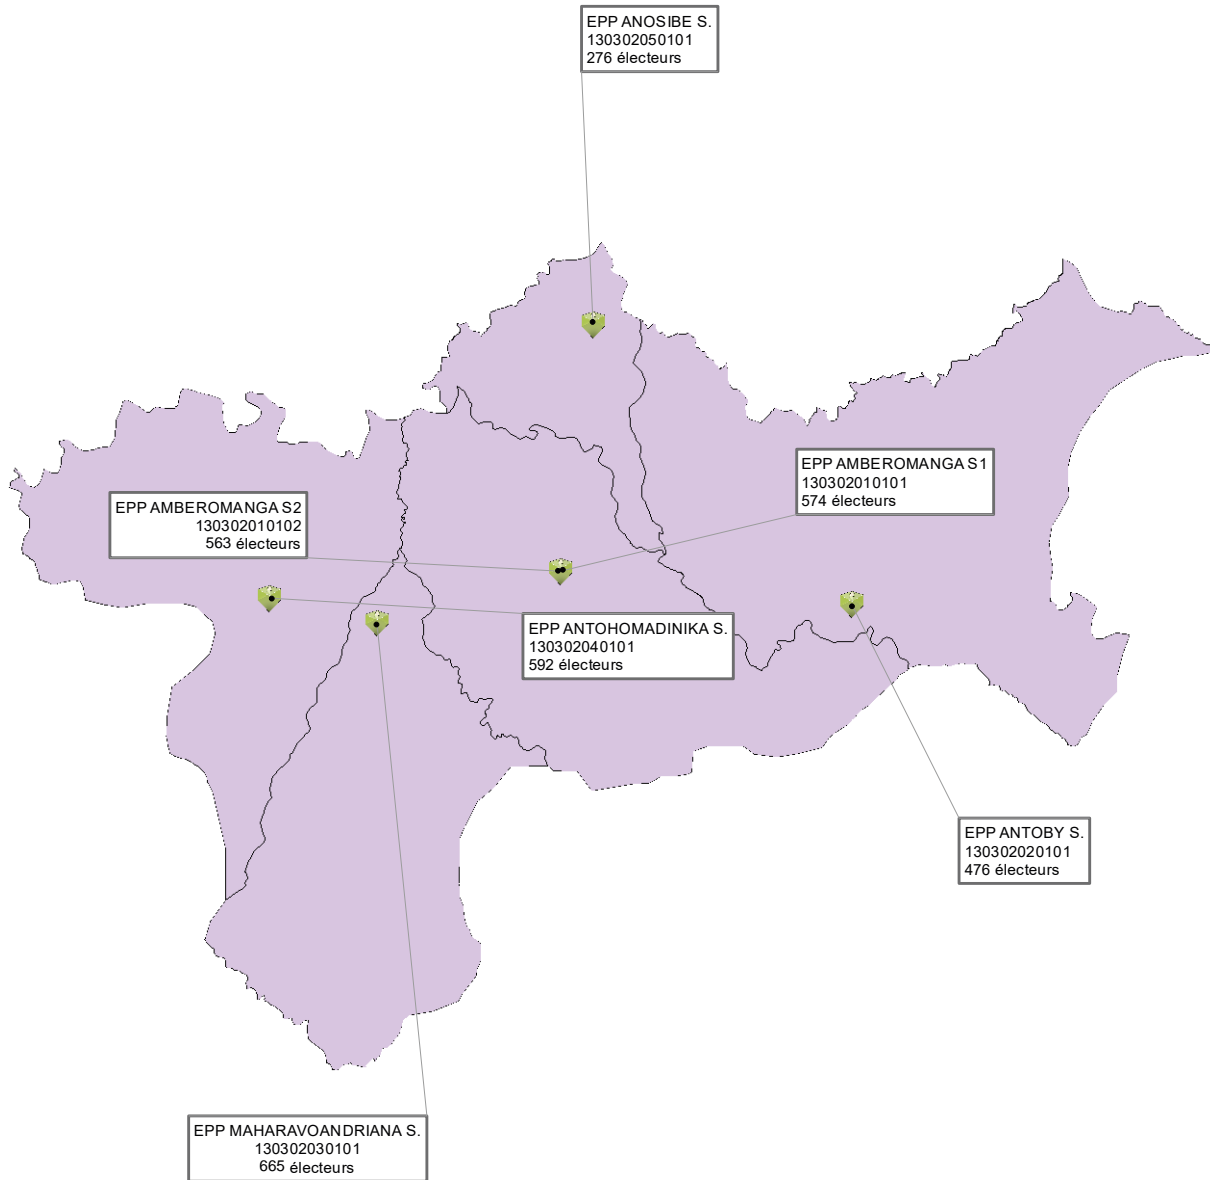 EPP ANOSIBE S.
130302050101
276 électeurs
EPP AMBEROMANGA S1
130302010101
574 électeurs
EPP AMBEROMANGA S2
130302010102
563 électeurs
EPP ANTOHOMADINIKA S.
130302040101
592 électeurs
EPP ANTOBY S.
130302020101
476 électeurs
EPP MAHARAVOANDRIANA S.
130302030101
665 électeurs